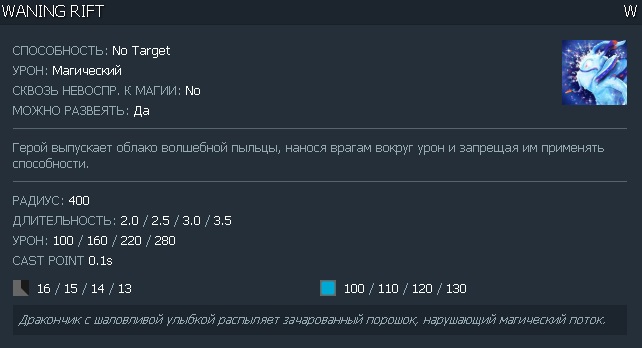 WANING RIFT W
СПОСОБНОСТЬ: No Target
УРОН: Магический
СКВОЗЬ НЕВОСПР. К МАГИИ: No
МОЖНО РАЗВЕЯТЬ: Да
Герой выпускает облако волшебной пыльцы, нанося врагам вокруг урон и запрещая им применять
способности.
РАДИУС: 400
ДЛИТЕЛЬНОСТЬ: 2.0 / 2.5 / 3.0 / 3.5
УРОН: 100 / 160 / 220 / 280
CAST POINT 0.1s
16 / 15 / 14 / 13 100 / 110 / 120 / 130
Дракончик с шаловливой улыбкой распыляет зачарованный порошок, нарушающий магический поток.